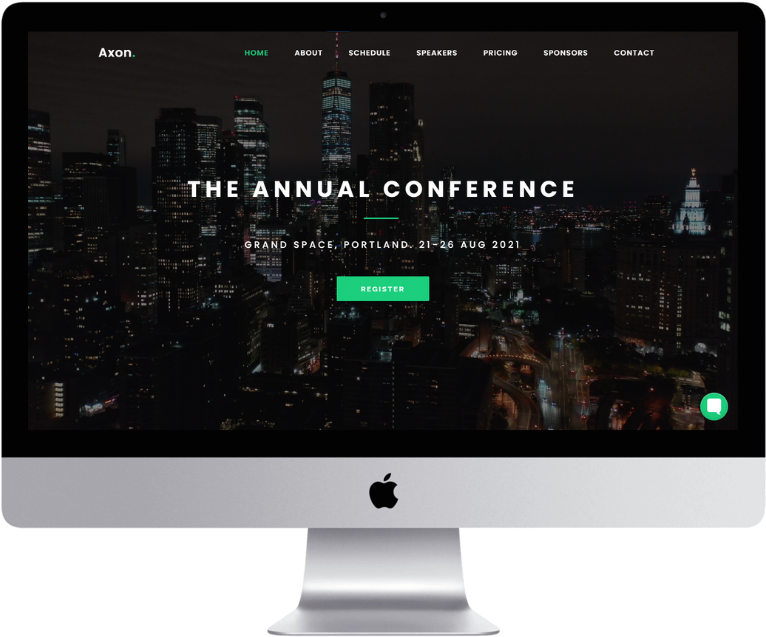 Axon. HOME ABOUT SCHEDULE SPEAKERS PRICING SPONSORS CONTACT
THE ANNUAL CONFERENCE
GRAND SPACE, PORTLAND. 21-26 AUG 2021
REGISTER